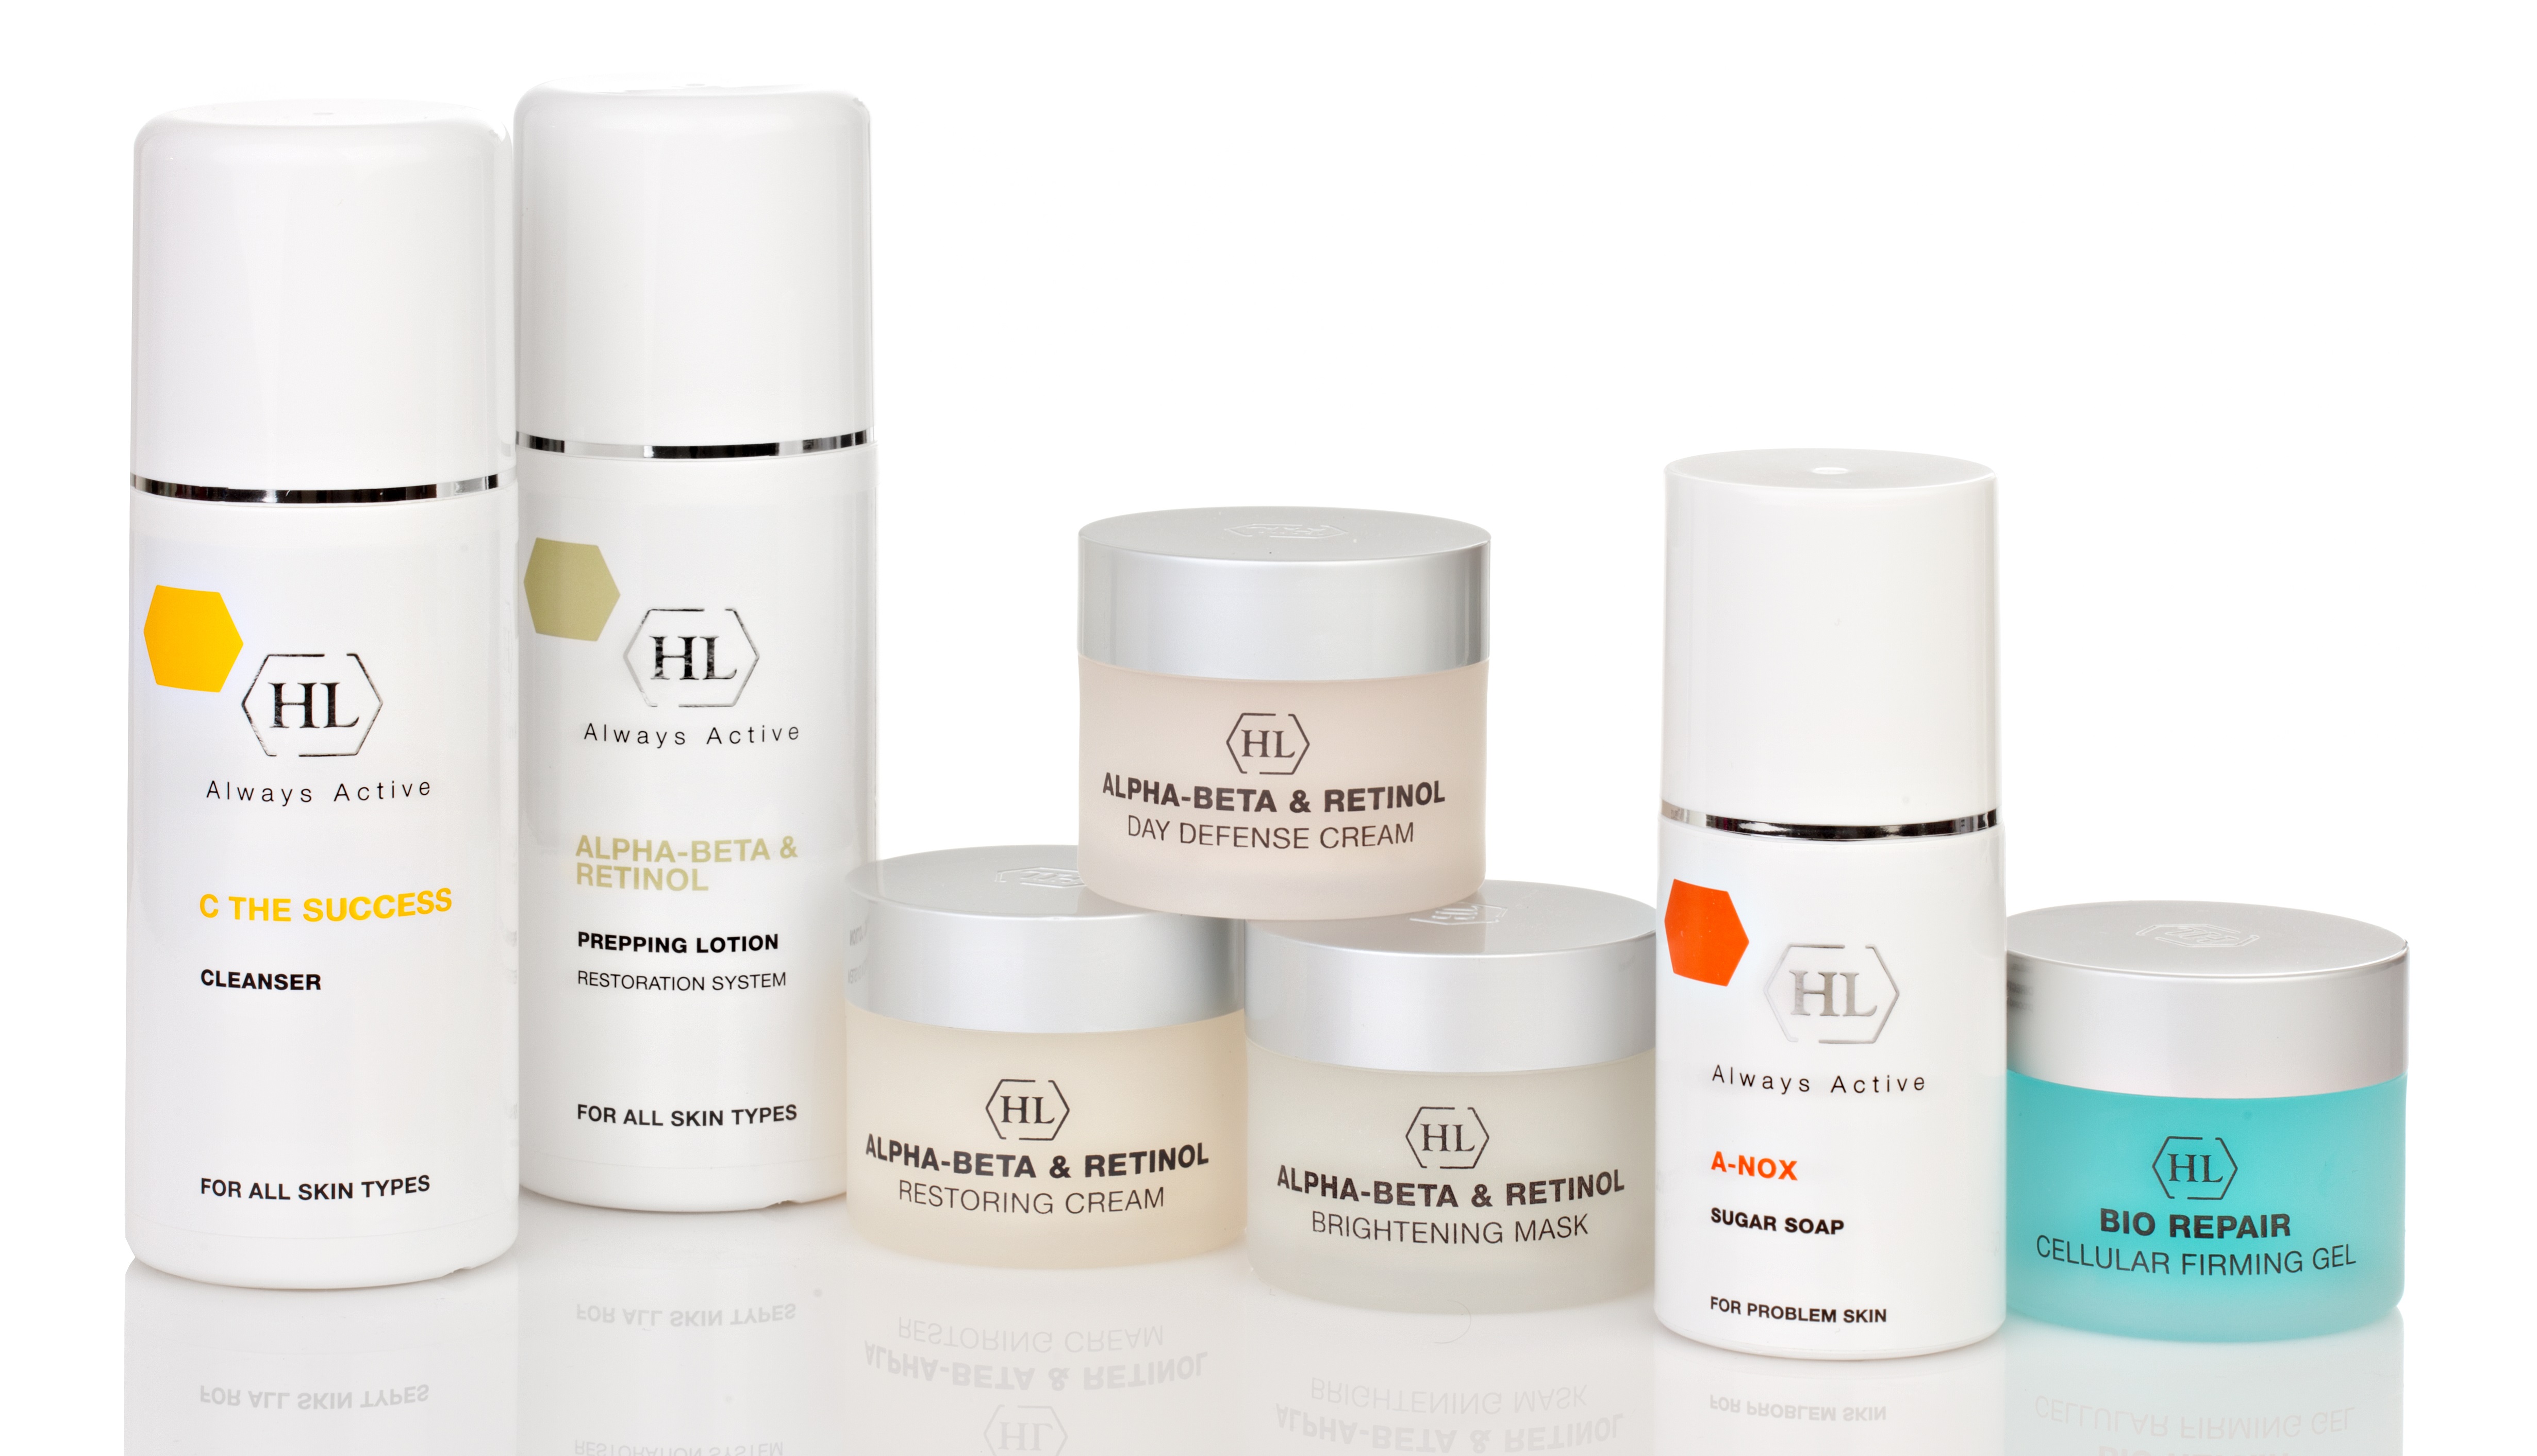 HL
Always Active
C THE SUCCESS
CLEANSER
FOR ALL SKIN TYPES
HL
Always Active
ALPHA-BETA &
RETINOL
PREPPING LOTION
RESTORATION SYSTEM
FOR ALL SKIN TYPES
HL
ALPHA-BETA & RETINOL
DAY DEFENSE CREAM
HL
ALPHA-BETA & RETINOL
RESTORING CREAM
HL
ALPHA-BETA & RETINOL
BRIGHTENING MASK
HL
Always Active
A-NOX
SUGAR SOAP
FOR PROBLEM SKIN
HL
BIO REPAIR
CELLULAR FIRMING GEL